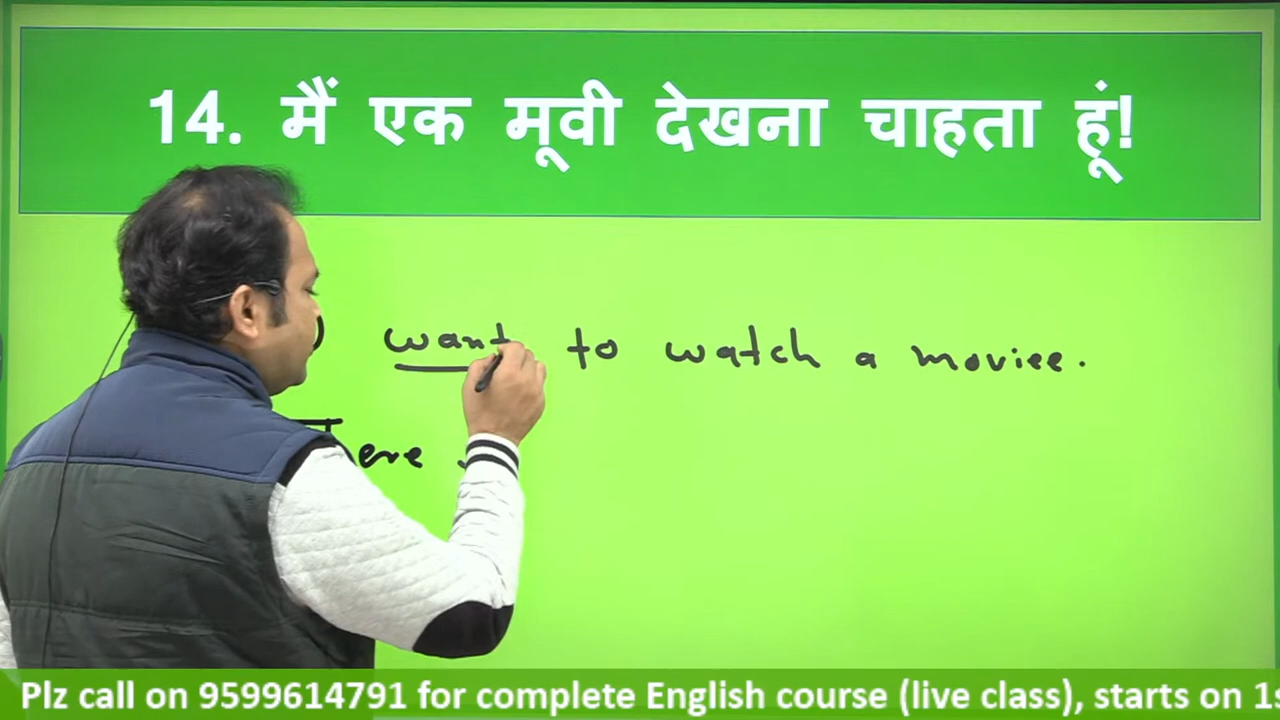 14. मैं एक मूवी देखना चाहता हूं!
want to watch a moviee.
Plz call on 9599614791 for complete English course (live class), starts on